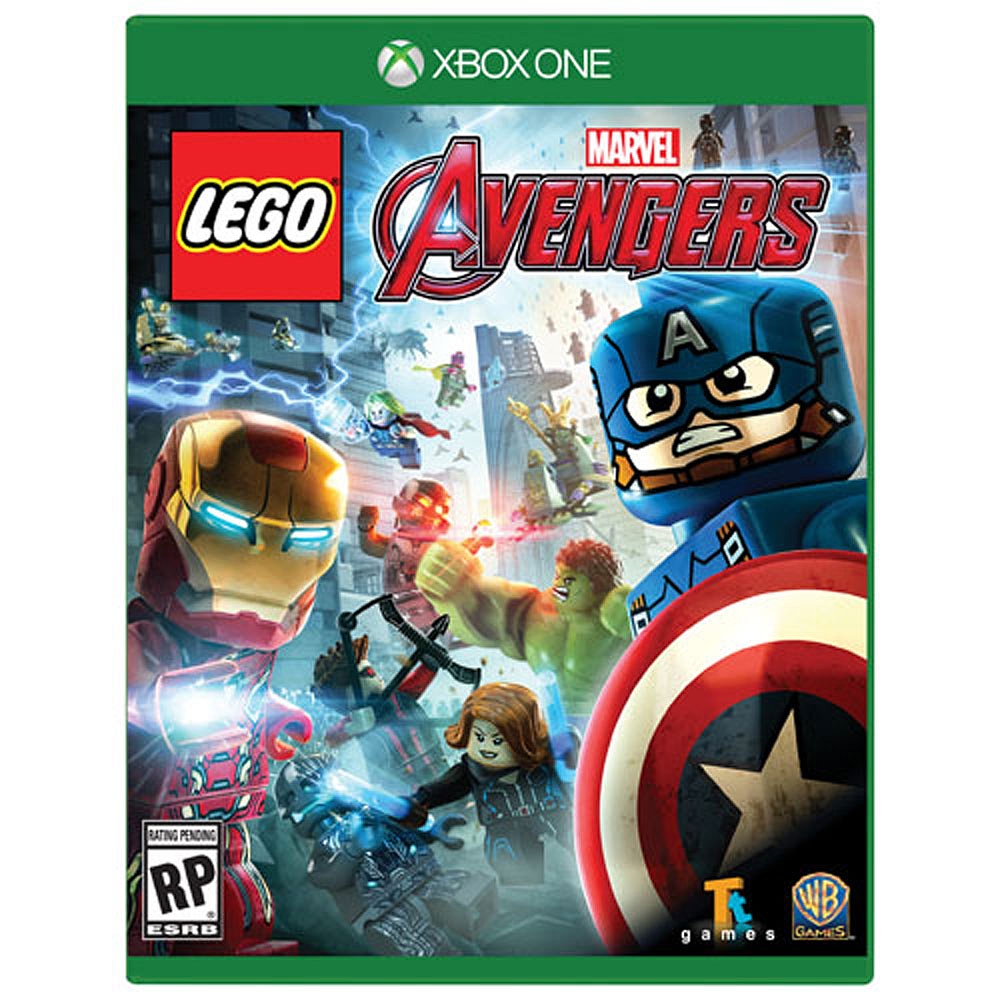 XBOX ONE
LEGO®
MARVEL
AVENGERS
A
RATING PENDING
RP®
ESRB
Tt
games
WB
GAMES